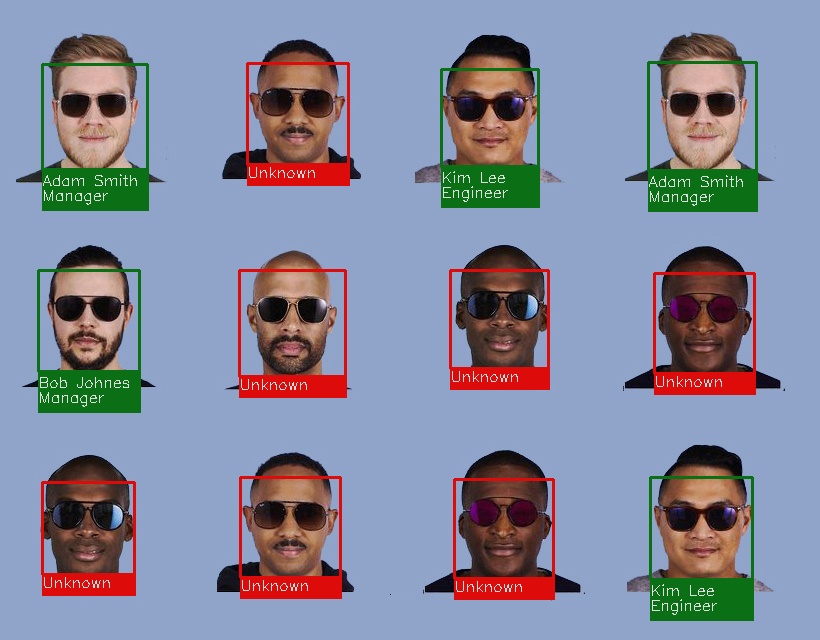 Adam Smith
Manager
Unknown
Kim Lee
Engineer
Adam Smith
Manager
Bob Johnes
Manager
Unknown
Unknown
Unknown
Unknown
Unknown
Unknown
Kim Lee
Engineer